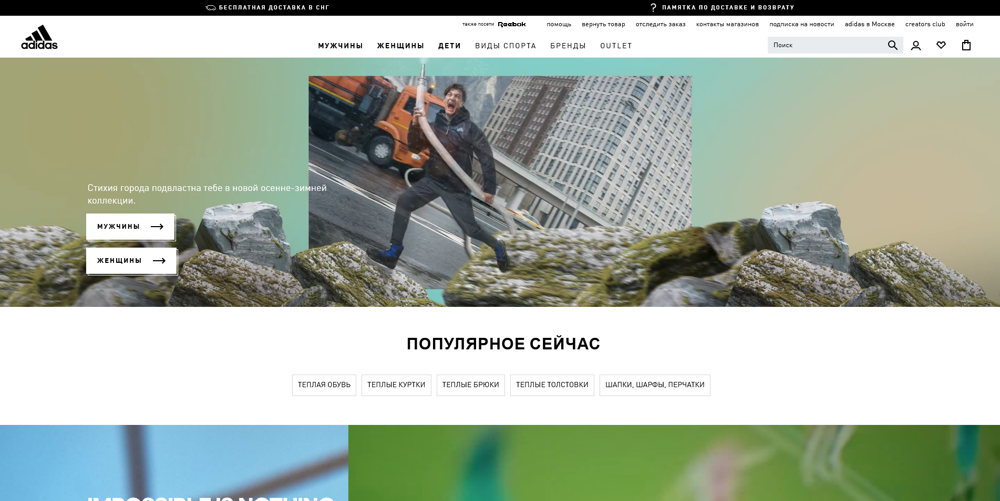 БЕСПЛАТНАЯ ДОСТАВКА В СНГ
ПАМЯТКА ПО ДОСТАВКЕ И ВОЗВРАТУ
также посети Reebok
помощь
вернуть товар
отследить заказ
контакты магазинов
подписка на новости
adidas в Москве
creators club
войти
adidas
МУЖЧИНЫ
ЖЕНЩИНЫ
ДЕТИ
ВИДЫ СПОРТА
БРЕНДЫ
OUTLET
Поиск
Стихия города подвластна тебе в новой осенне-зимней
коллекции.
МУЖЧИНЫ
ЖЕНЩИНЫ
ПОПУЛЯРНОЕ СЕЙЧАС
ТЕПЛАЯ ОБУВЬ
ТЕПЛЫЕ КУРТКИ
ТЕПЛЫЕ БРЮКИ
ТЕПЛЫЕ ТОЛСТОВКИ
ШАПКИ, ШАРФЫ, ПЕРЧАТКИ
IMPOSSIBLE IS NOTHING